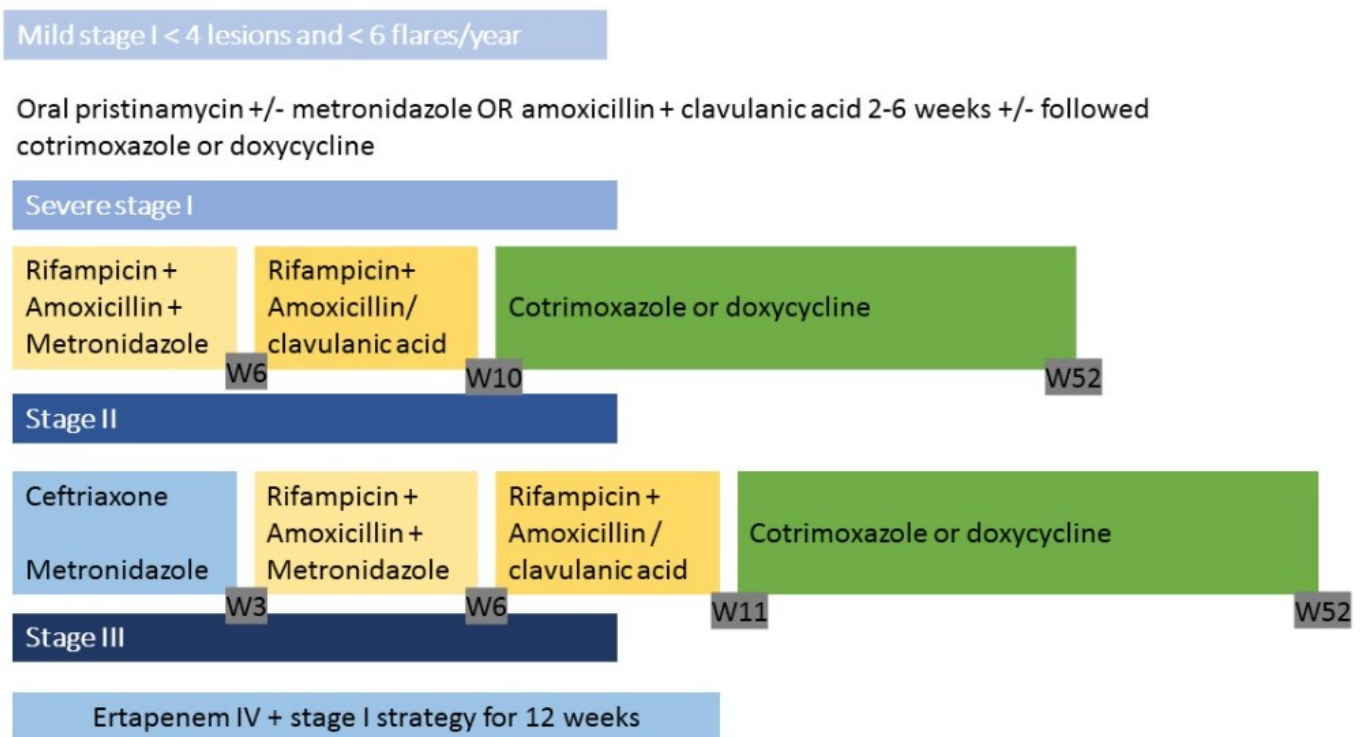 Mild stage I < 4 lesions and < 6 flares/year
Oral pristinamycin +/- metronidazole OR amoxicillin + clavulanic acid 2-6 weeks +/- followed
cotrimoxazole or doxycycline
Severe stage I
Rifampicin +
Amoxicillin +
Metronidazole
W6
Rifampicin+
Amoxicillin/
clavulanic acid
W10
Cotrimoxazole or doxycycline
W52
Stage II
Ceftriaxone
Metronidazole
W3
Rifampicin +
Amoxicillin +
Metronidazole
W6
Rifampicin +
Amoxicillin /
clavulanic acid
W11
Cotrimoxazole or doxycycline
W52
Stage III
Ertapenem IV + stage I strategy for 12 weeks